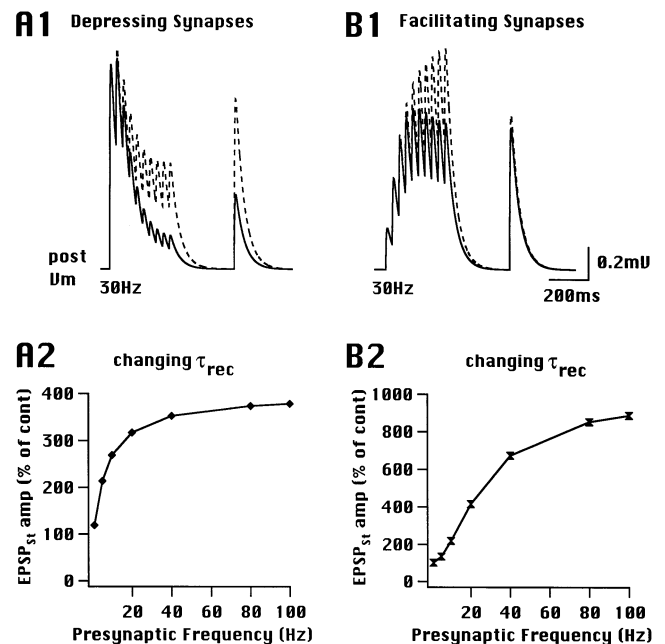 A1 Depressing Synapses
B1 Facilitating Synapses
post
Vm
30Hz
30Hz
0.2mV
200ms
A2
changing τrec
400
300
200
100
0
EPSPSt amp (% of cont)
20 40 60 80 100
Presynaptic Frequency (Hz)
B2
changing τrec
1000
800
600
400
200
0
EPSPSt amp (% of cont)
20 40 60 80 100
Presynaptic Frequency (Hz)